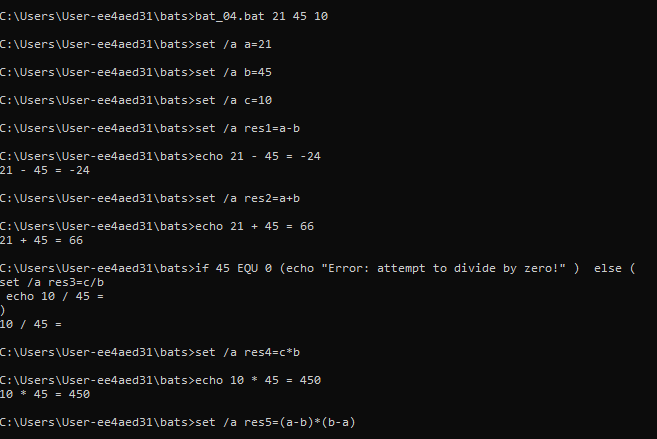 C:\Users\User-ee4aed31\bats>bat_04.bat 21 45 10
C:\Users\User-ee4aed31\bats>set /a a=21
C:\Users\User-ee4aed31\bats>set /a b=45
C:\Users\User-ee4aed31\bats>set /a c=10
C:\Users\User-ee4aed31\bats>set /a res1=a-b
C:\Users\User-ee4aed31\bats>echo 21 - 45 = -24
21 - 45 = -24
C:\Users\User-ee4aed31\bats>set /a res2=a+b
C:\Users\User-ee4aed31\bats>echo 21 + 45 = 66
21 + 45 = 66
C:\Users\User-ee4aed31\bats>if 45 EQU 0 (echo "Error: attempt to divide by zero!" )  else (
set /a res3=c/b
 echo 10 / 45 =
)
10 / 45 =
C:\Users\User-ee4aed31\bats>set /a res4=c*b
C:\Users\User-ee4aed31\bats>echo 10 * 45 = 450
10 * 45 = 450
C:\Users\User-ee4aed31\bats>set /a res5=(a-b)*(b-a)